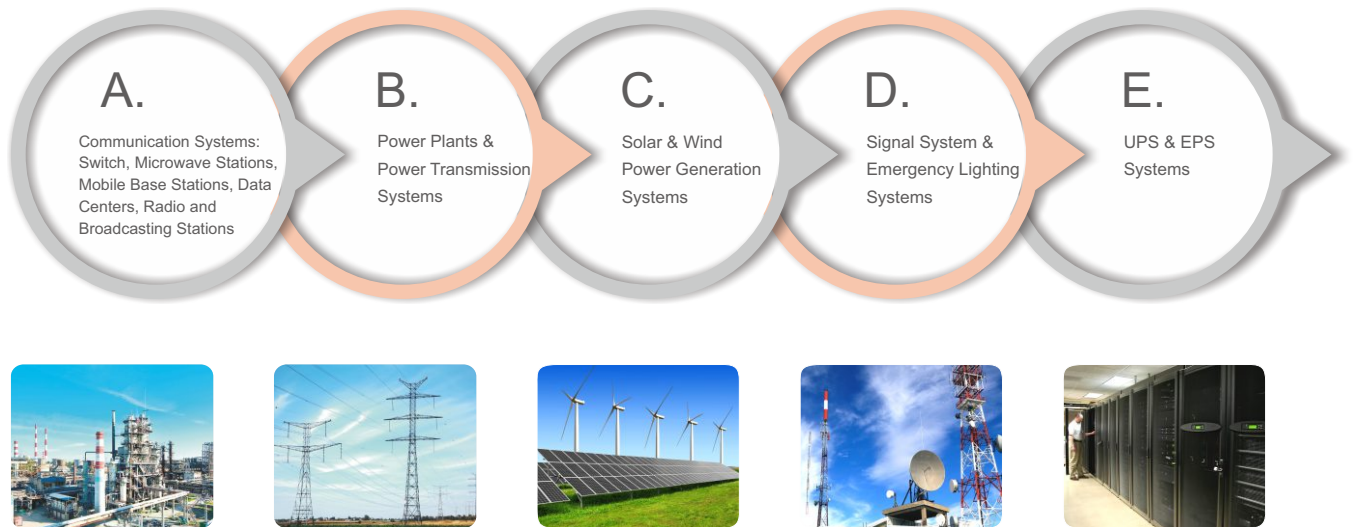 A.
Communication Systems:
Switch, Microwave Stations,
Mobile Base Stations, Data
Centers, Radio and
Broadcasting Stations
B.
Power Plants &
Power Transmission
Systems
C.
Solar & Wind
Power Generation
Systems
D.
Signal System &
Emergency Lighting
Systems
E.
UPS & EPS
Systems